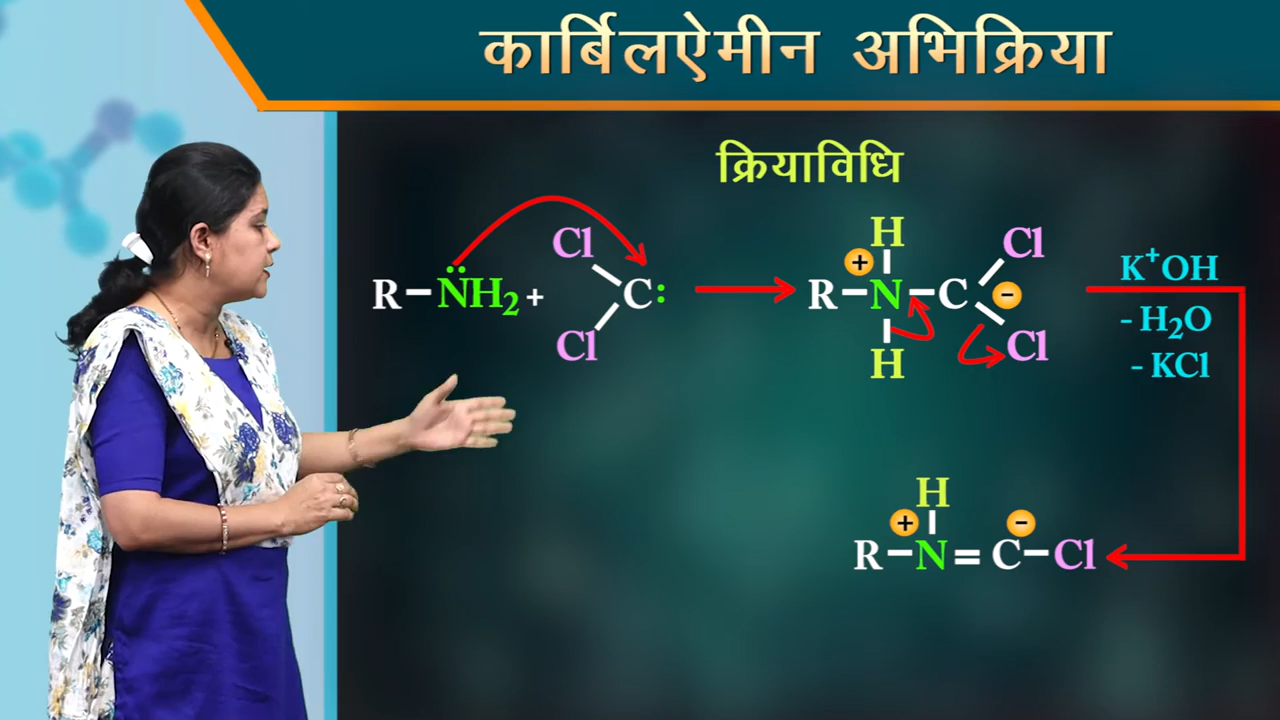 कार्बिलऐमीन अभिक्रिया
क्रियाविधि
R–N̈H₂ + Cl Cl C: → R–N–C H H ⊕ ⊖ Cl Cl
K⁺OH
- H₂O
- KCl
H
⊕ ⊖
R–N=C–Cl